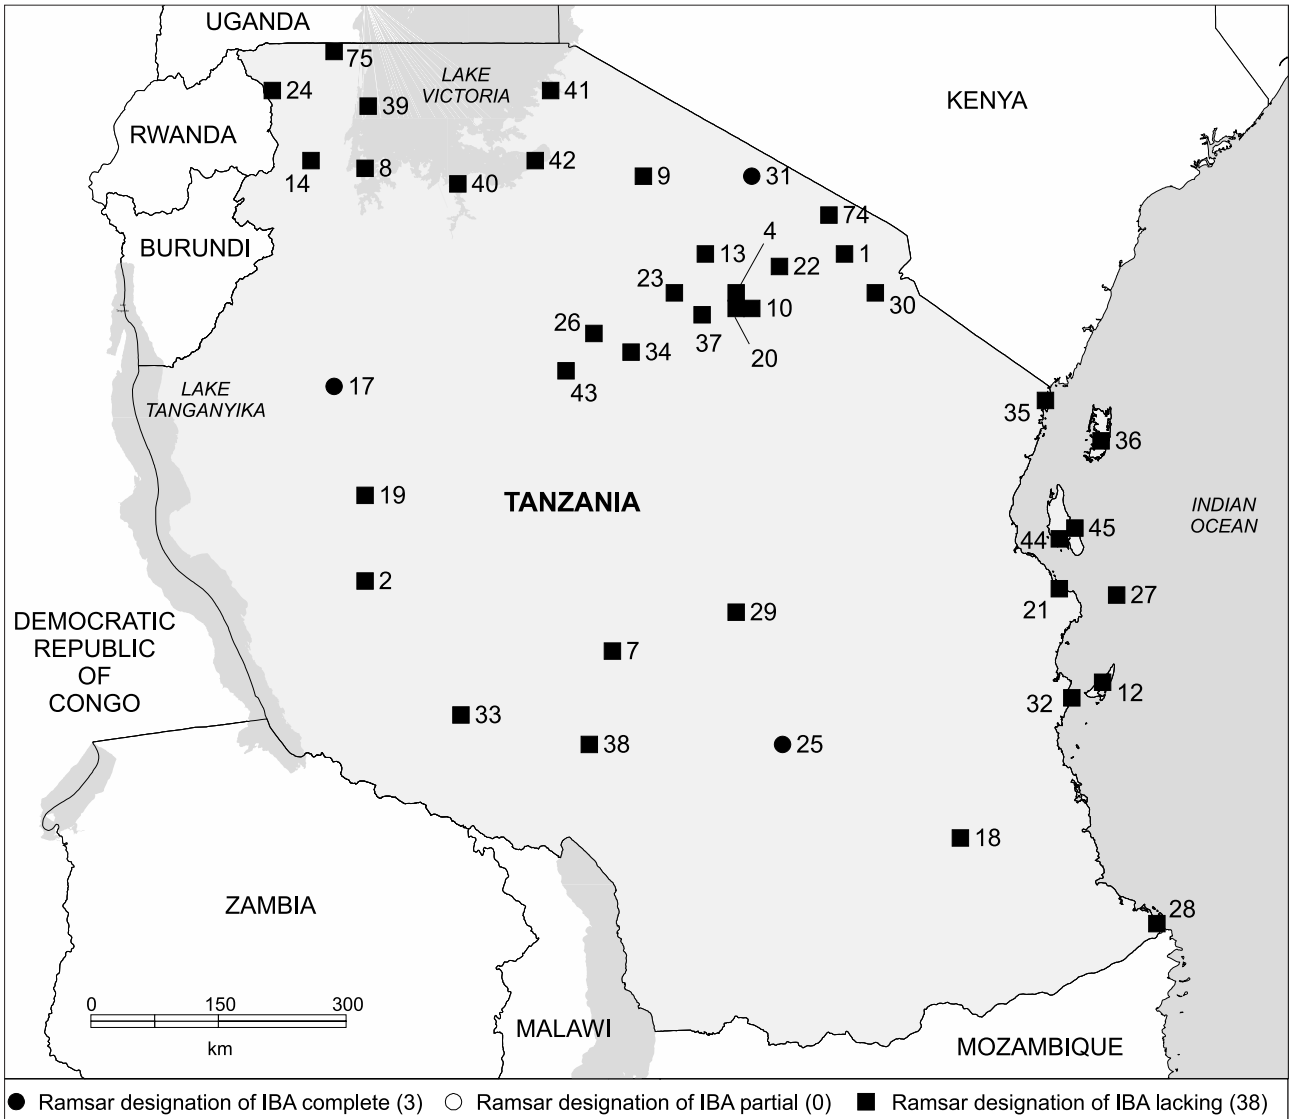 UGANDA
75
LAKE
VICTORIA
24
39
41
KENYA
RWANDA
14
8
40
42
9
31
74
4
BURUNDI
13
22
1
23
10
30
26
37
20
34
43
LAKE
TANGANYIKA
17
35
36
19
TANZANIA
INDIAN
OCEAN
45
44
2
21
27
29
DEMOCRATIC
REPUBLIC
OF
CONGO
7
12
32
33
38
25
18
ZAMBIA
28
0 150 300
km
MALAWI
MOZAMBIQUE
Ramsar designation of IBA complete (3) Ramsar designation of IBA partial (0) Ramsar designation of IBA lacking (38)